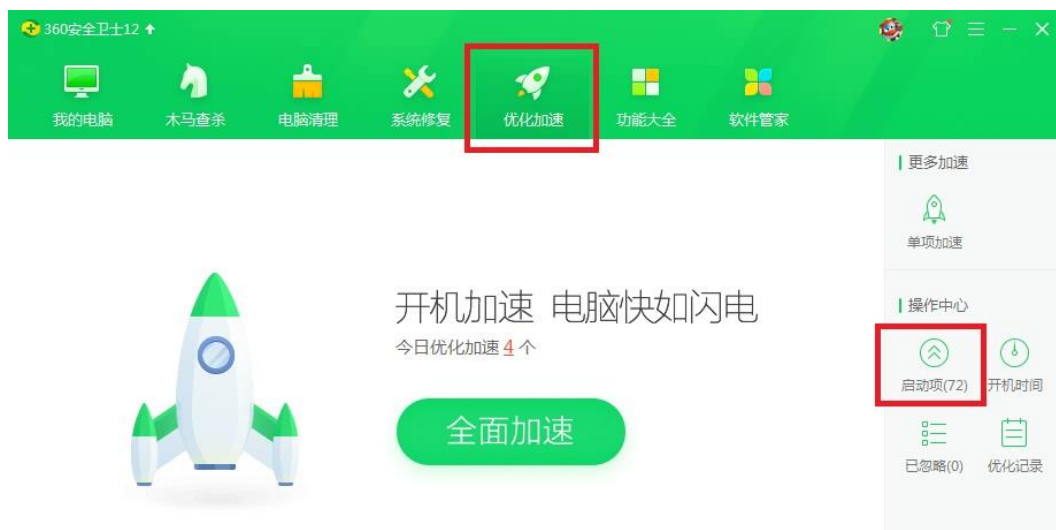 360安全卫士12
我的电脑
木马查杀
电脑清理
系统修复
优化加速
功能大全
软件管家
开机加速 电脑快如闪电
今日优化加速 4 个
全面加速
更多加速
单项加速
操作中心
启动项(72)
开机时间
已忽略(0)
优化记录